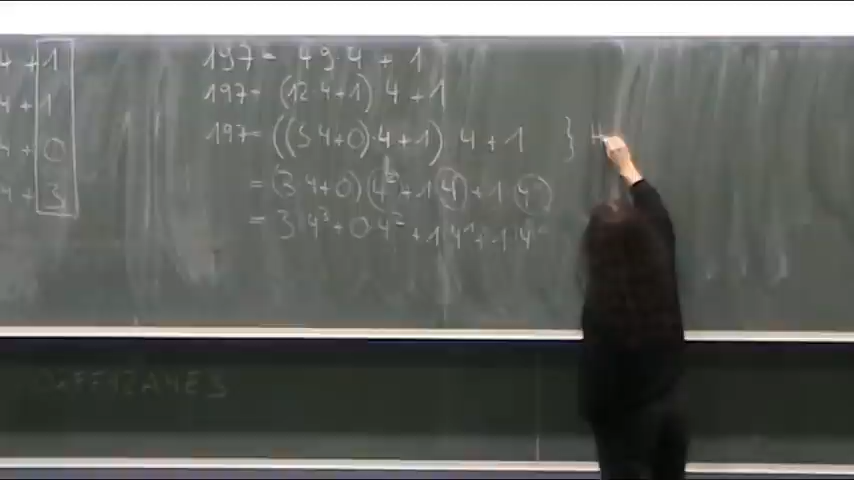 4 + 1
4 + 1
4 + 0
4 + 3
197 = 49·4 + 1
197 = (12·4+1) 4 + 1
197 = ((3 4+0)·4 + 1) 4 + 1 } 4
= (3 4+0) 4² + 1 4 + 1 4⁰
= 3 4³ + 0 4² + 1 4¹ + 1 4⁰